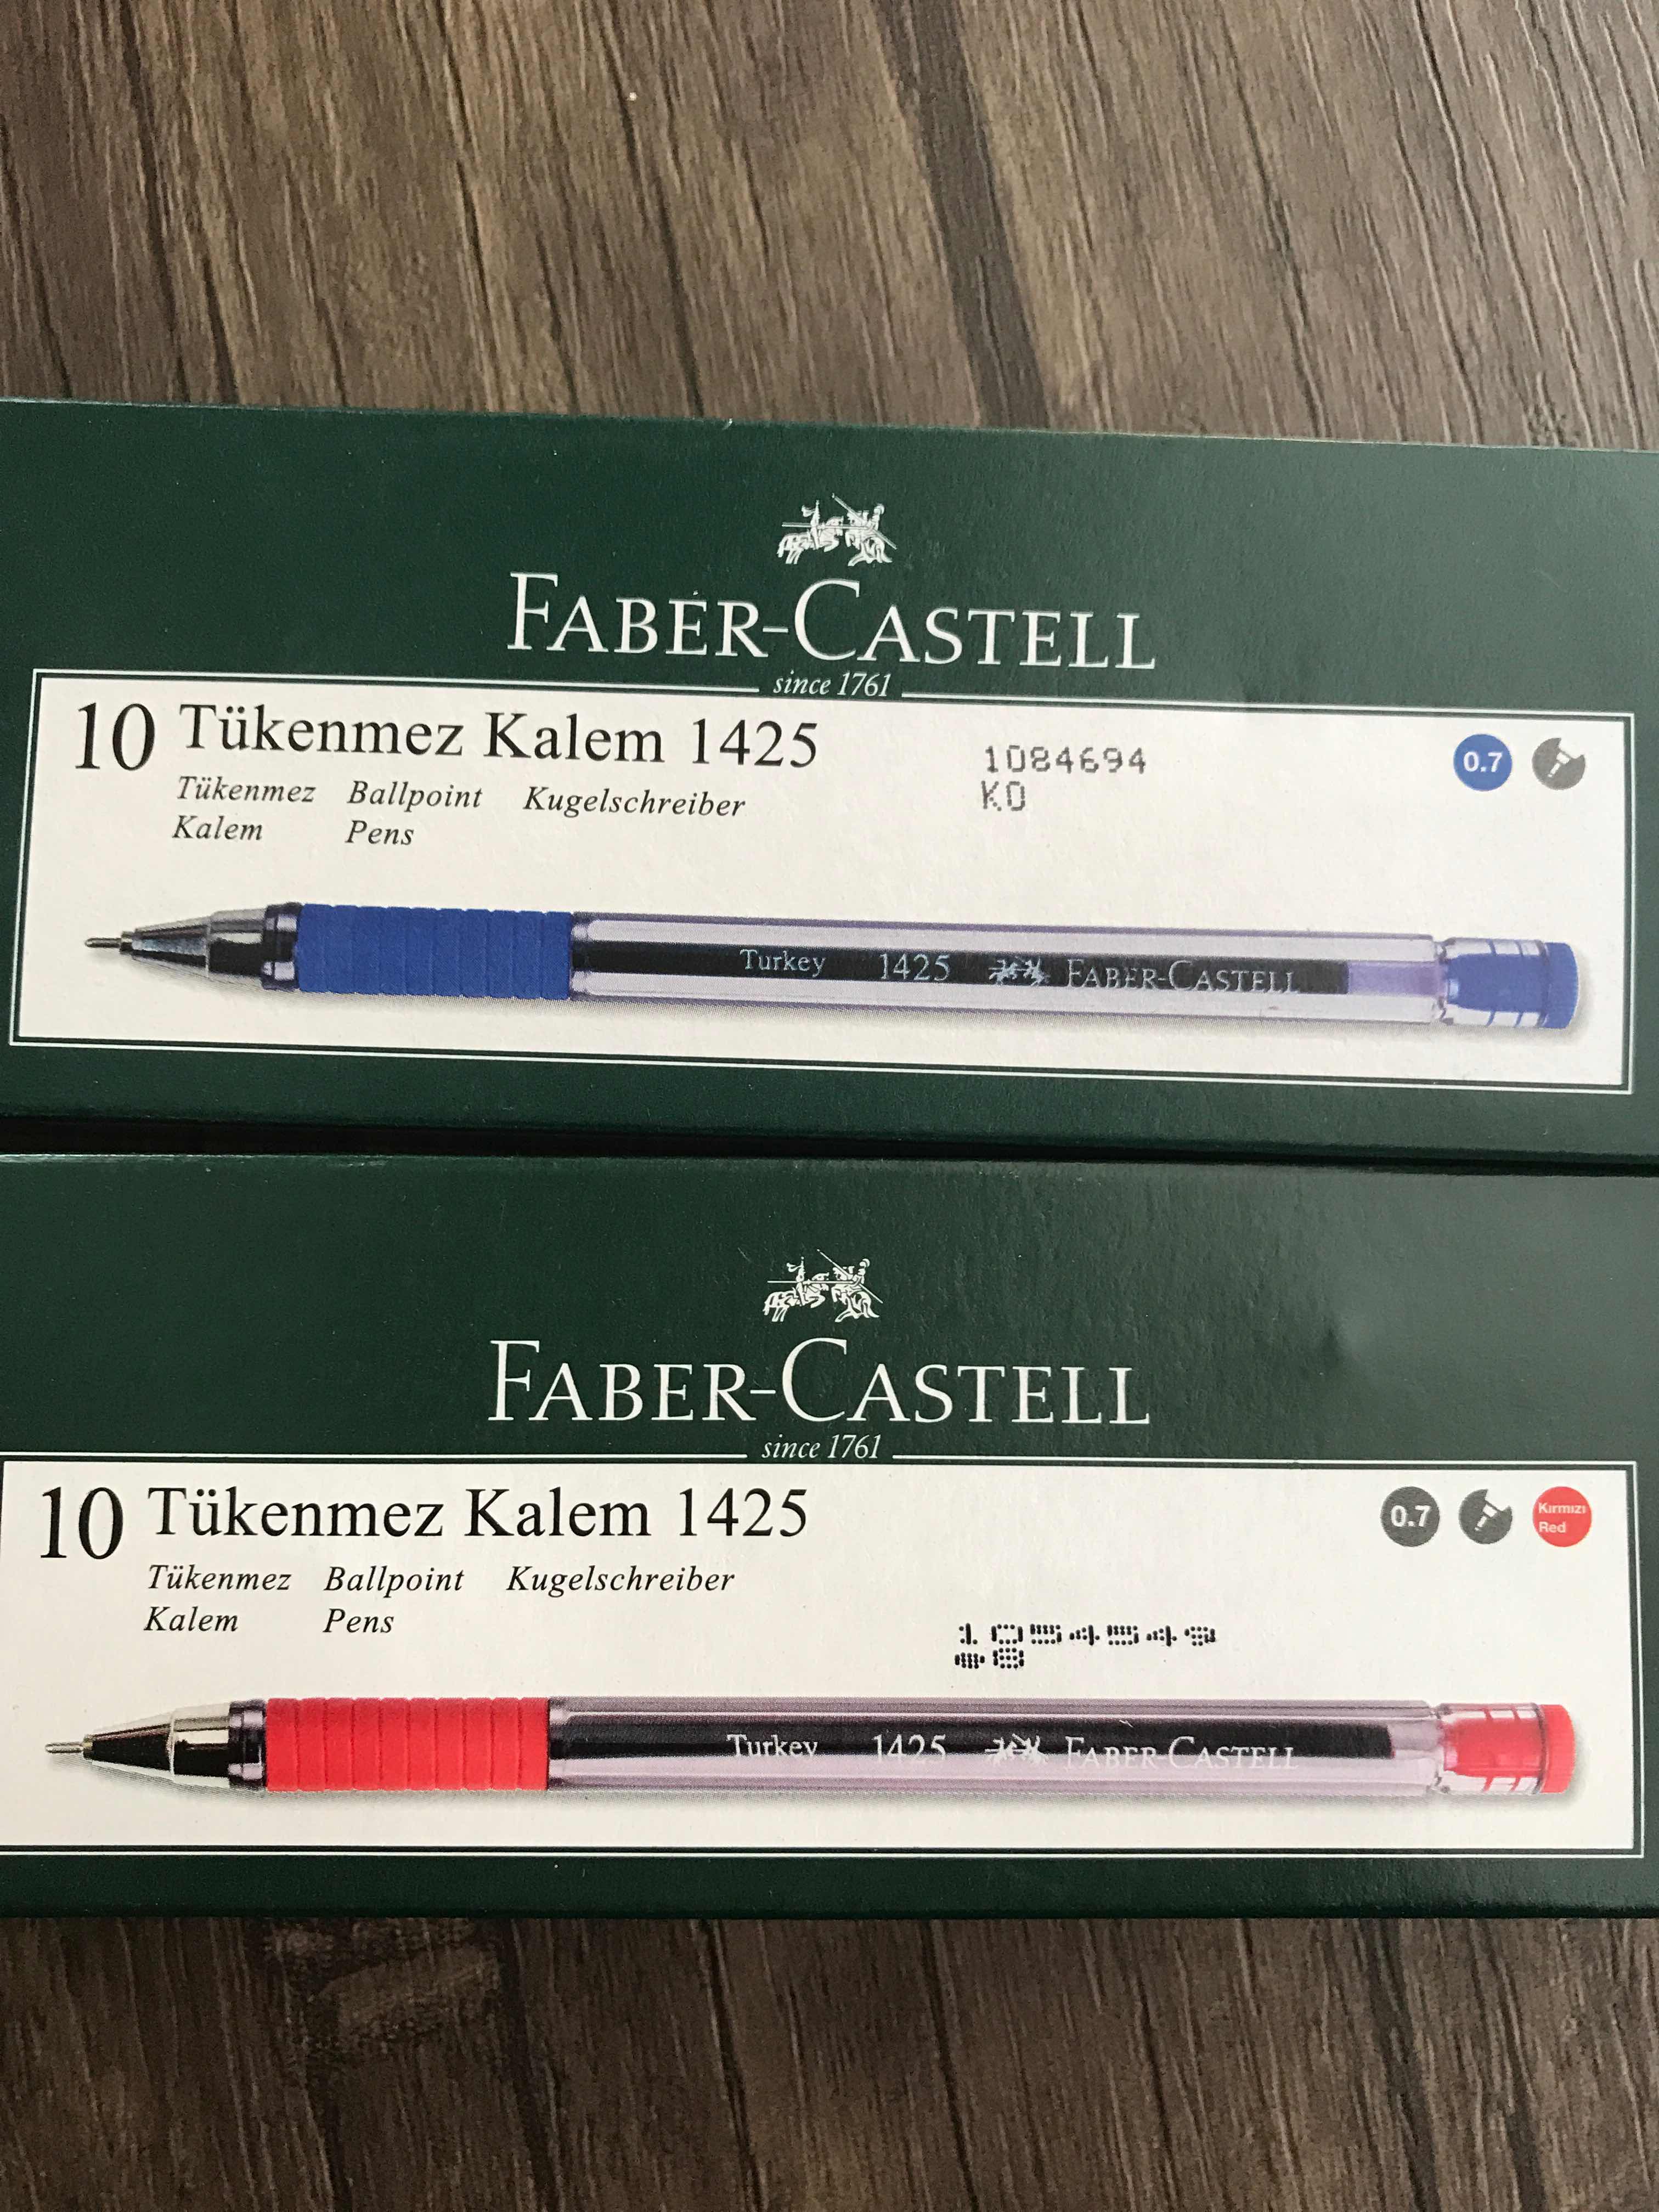 FABER-CASTELL
since 1761
10 Tükenmez Kalem 1425
Tükenmez Ballpoint Kugelschreiber
Kalem Pens
1084694
KO
0.7
Turkey 1425 FABER-CASTELL
FABER-CASTELL
since 1761
10 Tükenmez Kalem 1425
Tükenmez Ballpoint Kugelschreiber
Kalem Pens
0.7
Kırmızı
Red
Turkey 1425 FABER-CASTELL